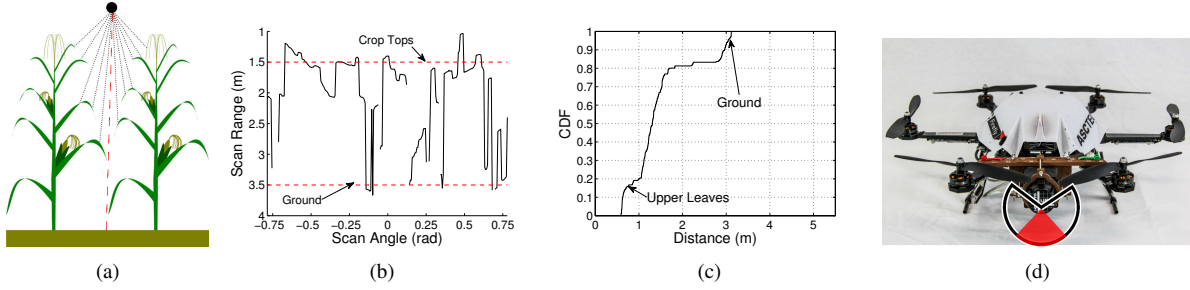 1
1.5
2
2.5
3
3.5
4
Scan Range (m)
Crop Tops
Ground
−0.75
−0.5
−0.25
0
0.25
0.5
0.75
Scan Angle (rad)
1
0.9
0.8
0.7
0.6
0.5
0.4
0.3
0.2
0.1
0
CDF
Ground
Upper Leaves
0
1
2
3
4
5
Distance (m)
ASCTEC
(a)
(b)
(c)
(d)